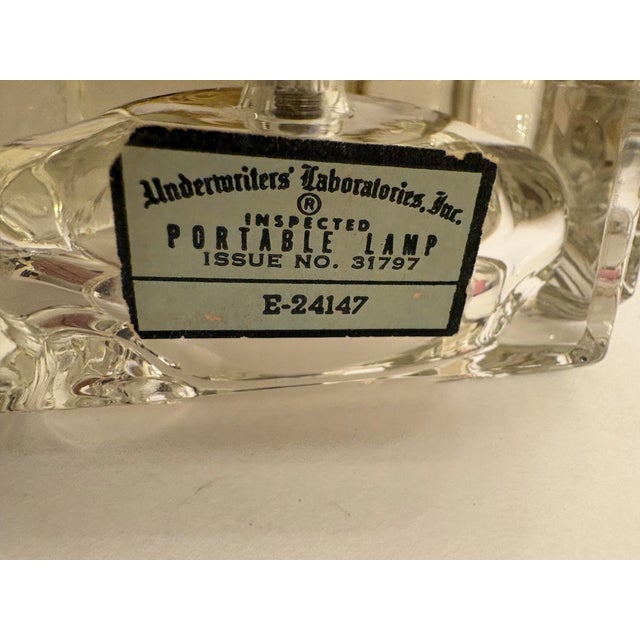 Underwriters' Laboratories, Inc.
®
INSPECTED
PORTABLE LAMP
ISSUE NO. 31797
E-24147